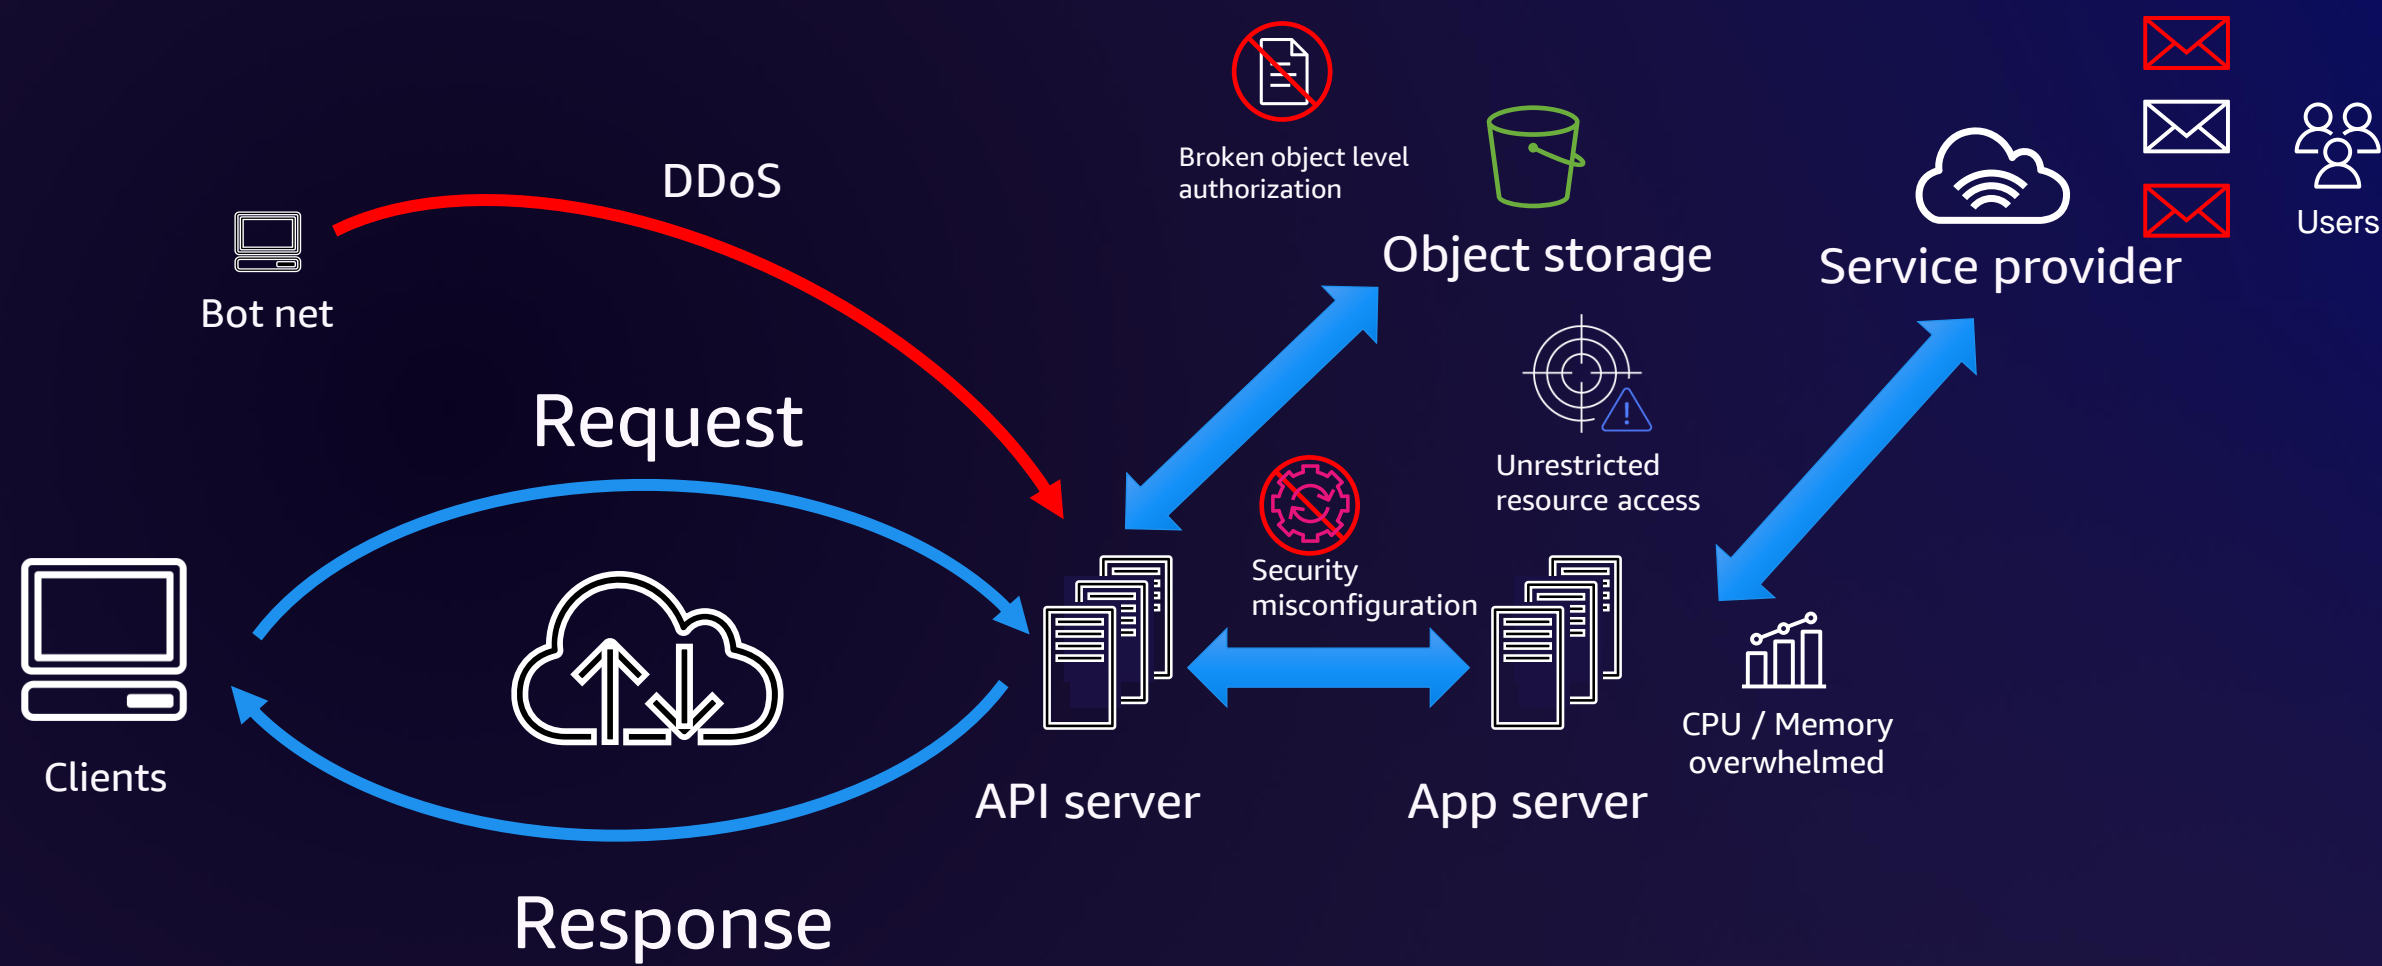 DDoS
Bot net
Broken object level
authorization
Object storage
Service provider
Users
Request
Unrestricted
resource access
Security
misconfiguration
Clients
CPU / Memory
overwhelmed
API server
App server
Response